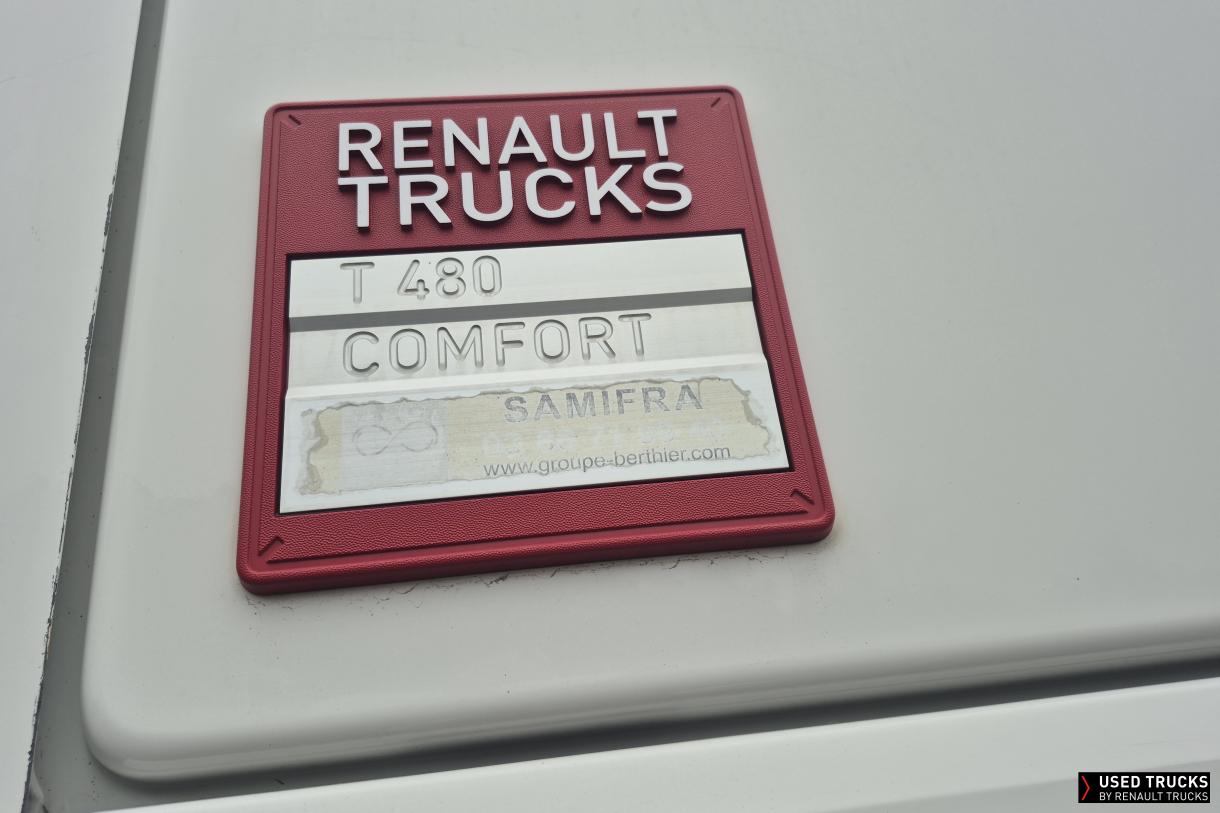 RENAULT
TRUCKS
T 480
COMFORT
SAMIFRA
www.groupe-berthier.com
USED TRUCKS
BY RENAULT TRUCKS